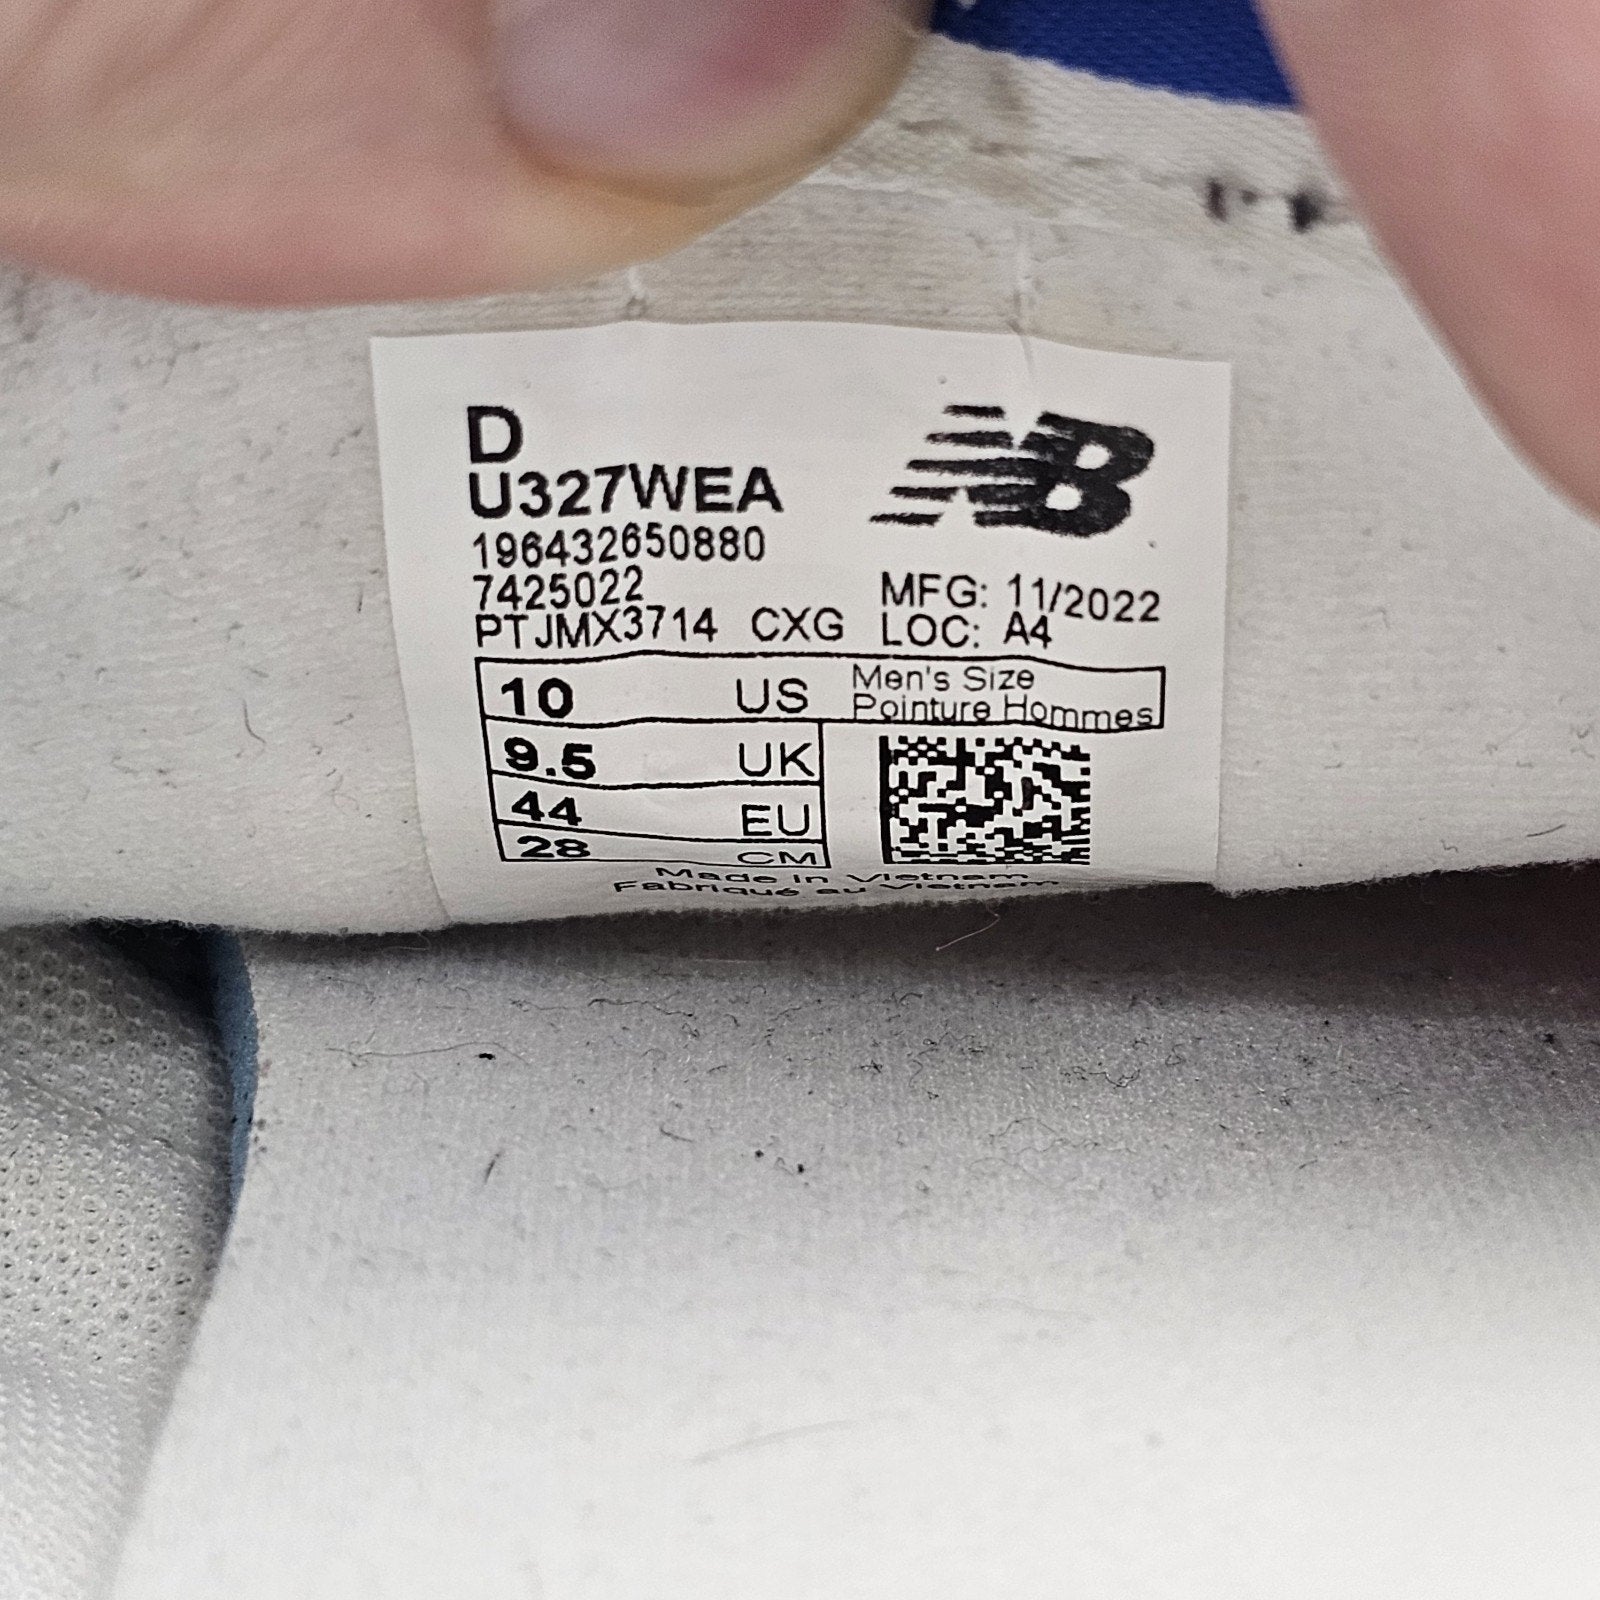 D
U327WEA
NB
196432650880
7425022
MFG: 11/2022
PTJMX3714 CXG
LOC: A4
10 US
Men's Size
Pointure Hommes
9.5 UK
44 EU
28 CM
Made in Vietnam
Fabriqué au Vietnam